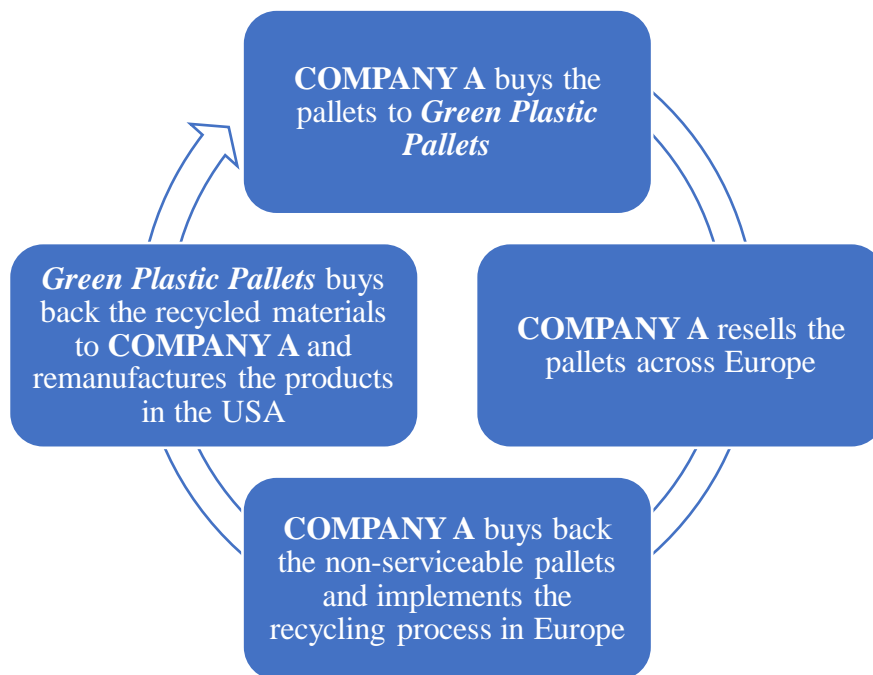 COMPANY A buys the
pallets to Green Plastic
Pallets
COMPANY A resells the
pallets across Europe
COMPANY A buys back
the non-serviceable pallets
and implements the
recycling process in Europe
Green Plastic Pallets buys
back the recycled materials
to COMPANY A and
remanufactures the products
in the USA